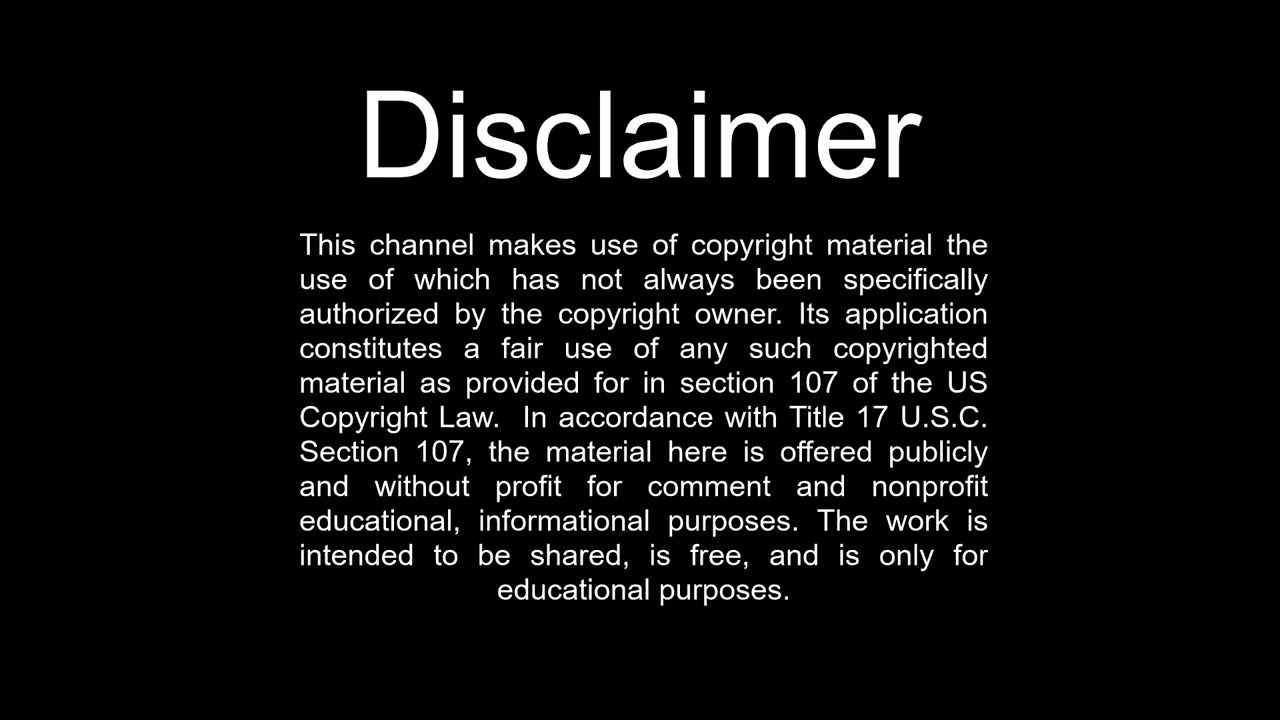 Disclaimer
This channel makes use of copyright material the
use of which has not always been specifically
authorized by the copyright owner. Its application
constitutes a fair use of any such copyrighted
material as provided for in section 107 of the US
Copyright Law.  In accordance with Title 17 U.S.C.
Section 107, the material here is offered publicly
and without profit for comment and nonprofit
educational, informational purposes. The work is
intended to be shared, is free, and is only for
educational purposes.